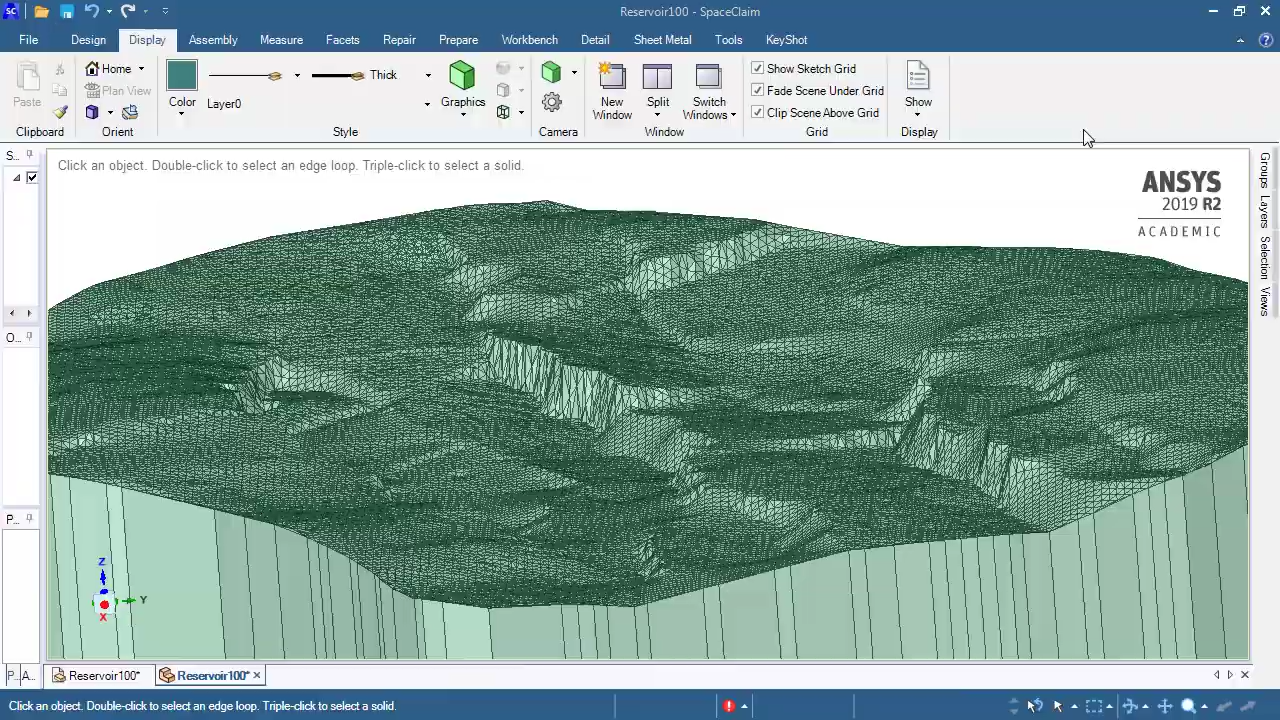 SC
Reservoir100 - SpaceClaim
File Design Display Assembly Measure Facets Repair Prepare Workbench Detail Sheet Metal Tools KeyShot
Paste
Clipboard
Home
Plan View
Orient
Color
Layer0
Thick
Graphics
Style
Camera
New Window
Split
Switch Windows
Window
Show Sketch Grid
Fade Scene Under Grid
Clip Scene Above Grid
Grid
Show
Display
S...
O...
P...
P.. A...
Click an object. Double-click to select an edge loop. Triple-click to select a solid.
ANSYS
2019 R2
ACADEMIC
Groups Layers Selection Views
Z
Y
X
Reservoir100* Reservoir100*
Click an object. Double-click to select an edge loop. Triple-click to select a solid.